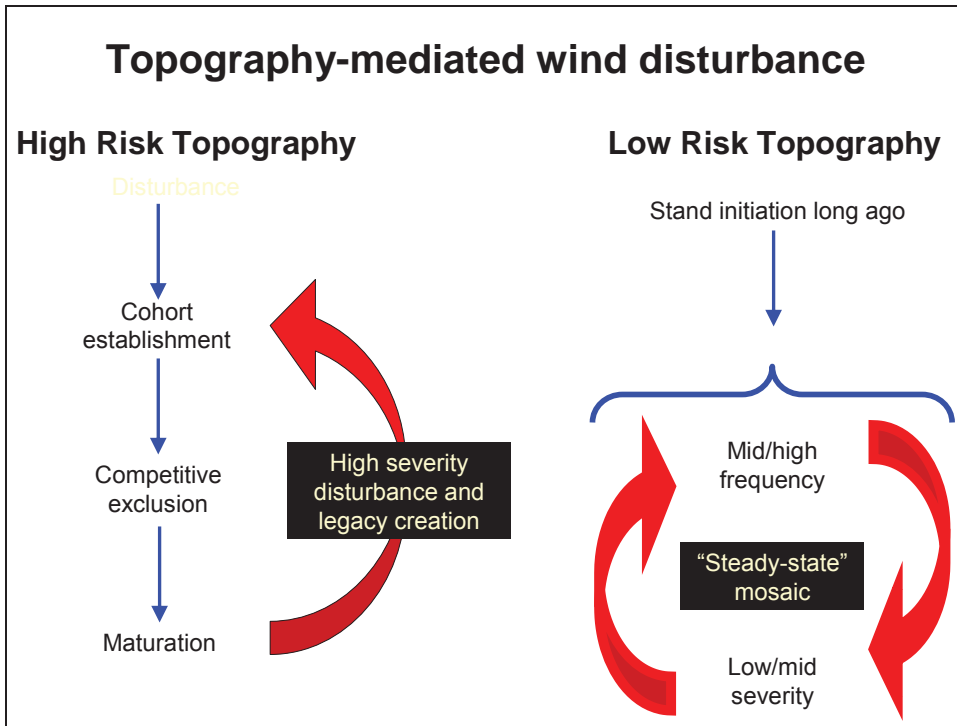 Topography-mediated wind disturbance
High Risk Topography
Disturbance
Cohort
establishment
Competitive
exclusion
Maturation
High severity
disturbance and
legacy creation
Low Risk Topography
Stand initiation long ago
Mid/high
frequency
“Steady-state”
mosaic
Low/mid
severity